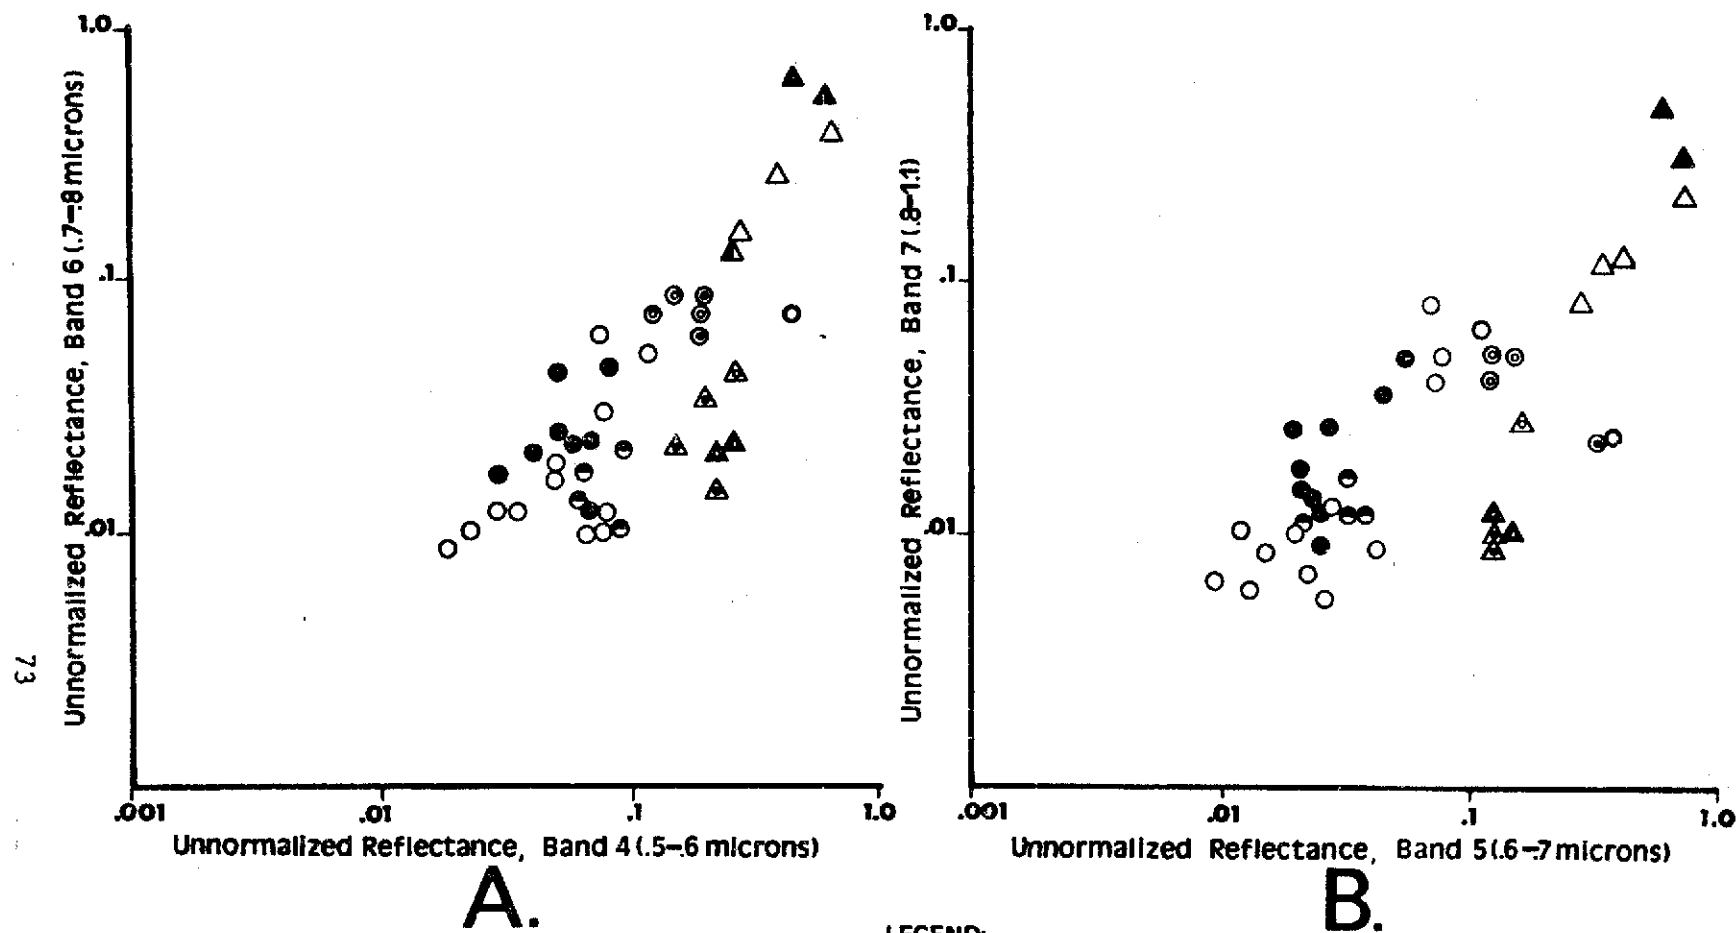 1.0
.1
.01
Unnormalized Reflectance, Band 6 (.7-.8 microns)
.001 .01 .1 1.0
Unnormalized Reflectance, Band 4 (.5-.6 microns)
A.
1.0
.1
.01
Unnormalized Reflectance, Band 7 (.8-1.1)
.001 .01 .1 1.0
Unnormalized Reflectance, Band 5 (.6-.7 microns)
B.
73
LEGEND: